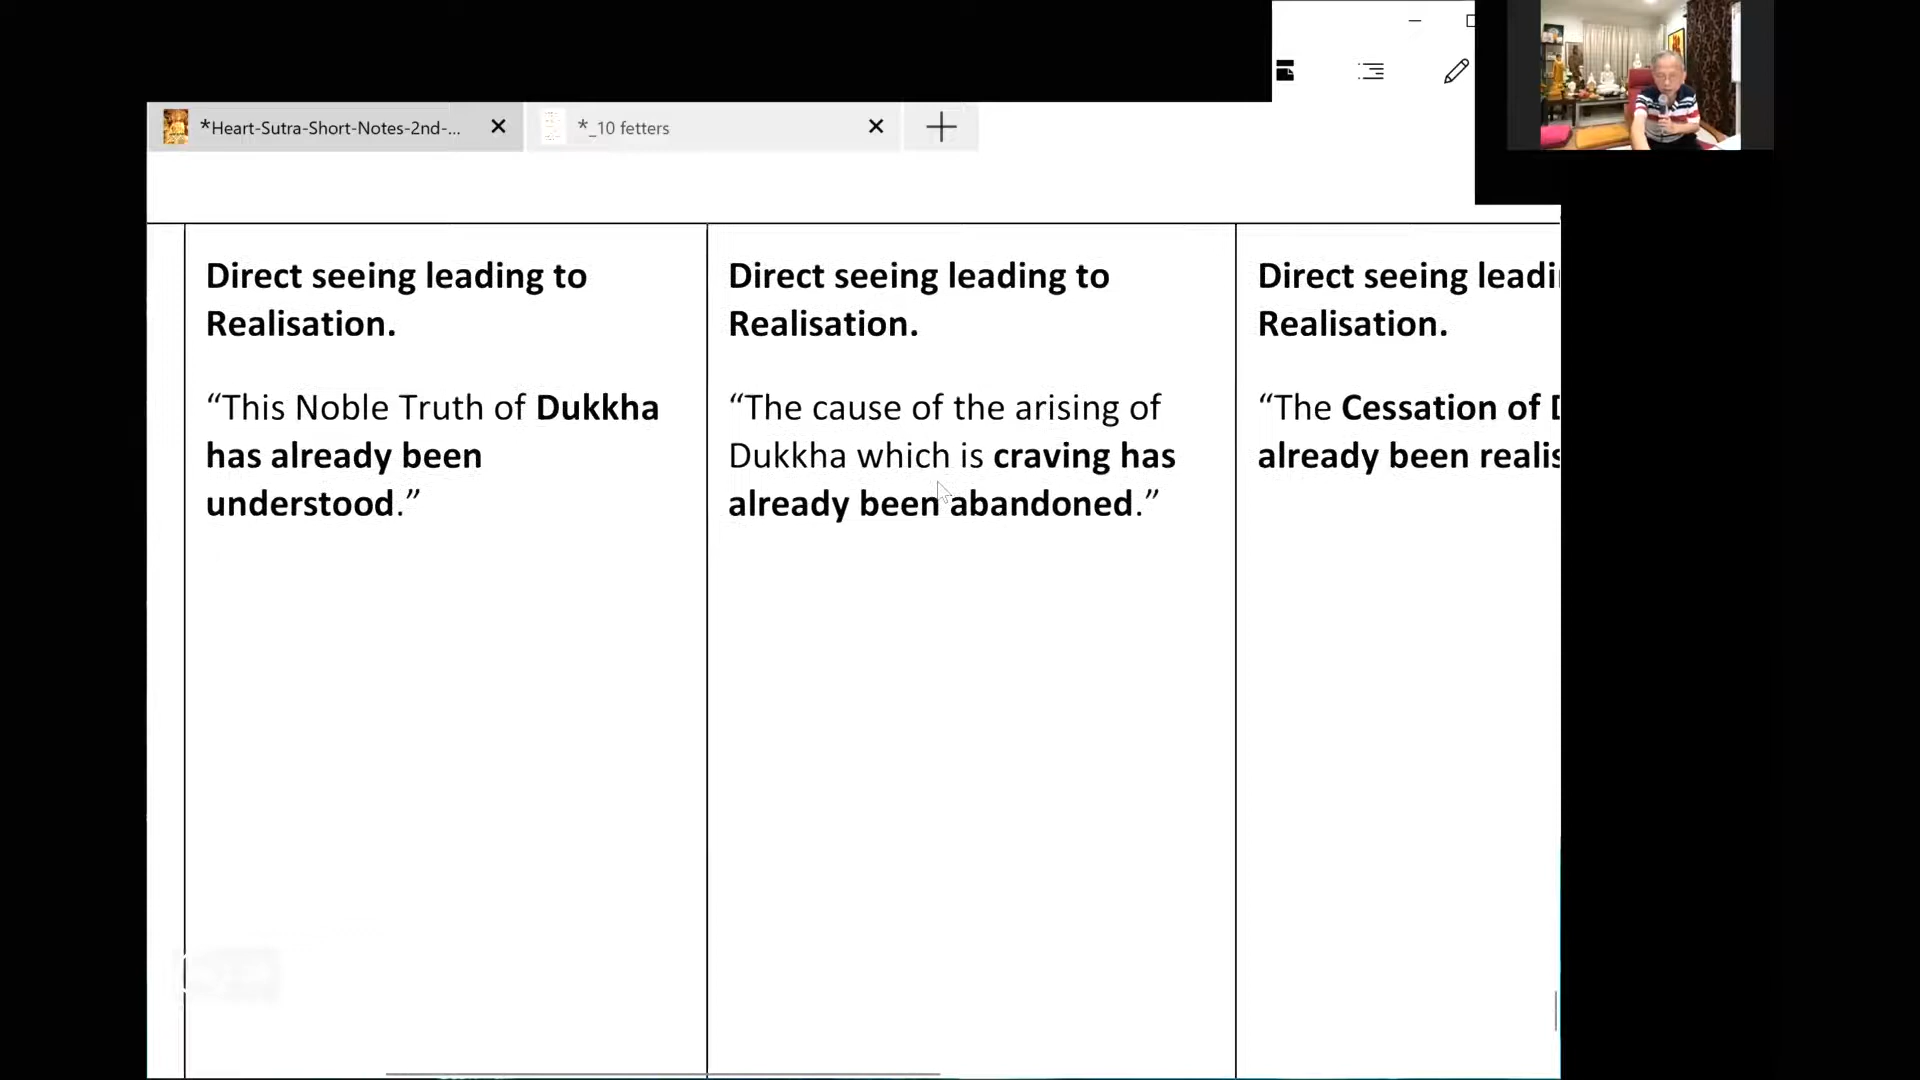 *Heart-Sutra-Short-Notes-2nd-...
*_10 fetters
Direct seeing leading to
Realisation.
“This Noble Truth of Dukkha
has already been
understood.”
Direct seeing leading to
Realisation.
“The cause of the arising of
Dukkha which is craving has
already been abandoned.”
Direct seeing
Realisation.
“The Cessation of
already been